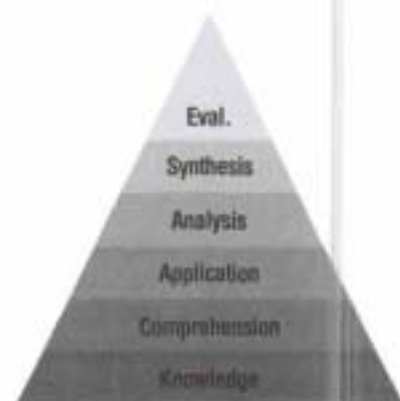 Eval.
Synthesis
Analysis
Application
Comprehension
Knowledge